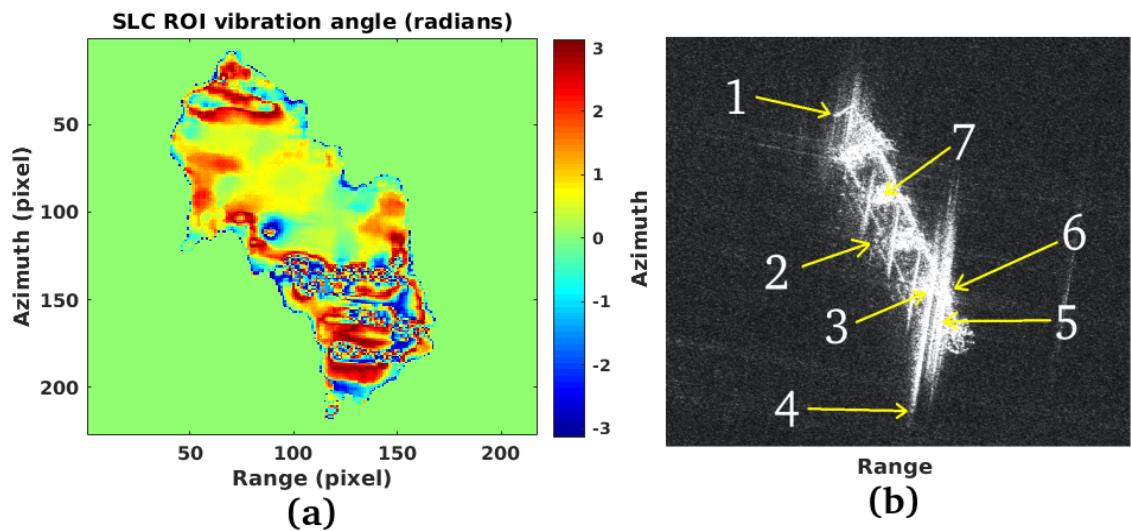 SLC ROI vibration angle (radians)
50
100
150
200
Azimuth (pixel)
50 100 150 200
Range (pixel)
3
2
1
0
-1
-2
-3
(a)
1
7
2
6
3
5
4
Azimuth
Range
(b)